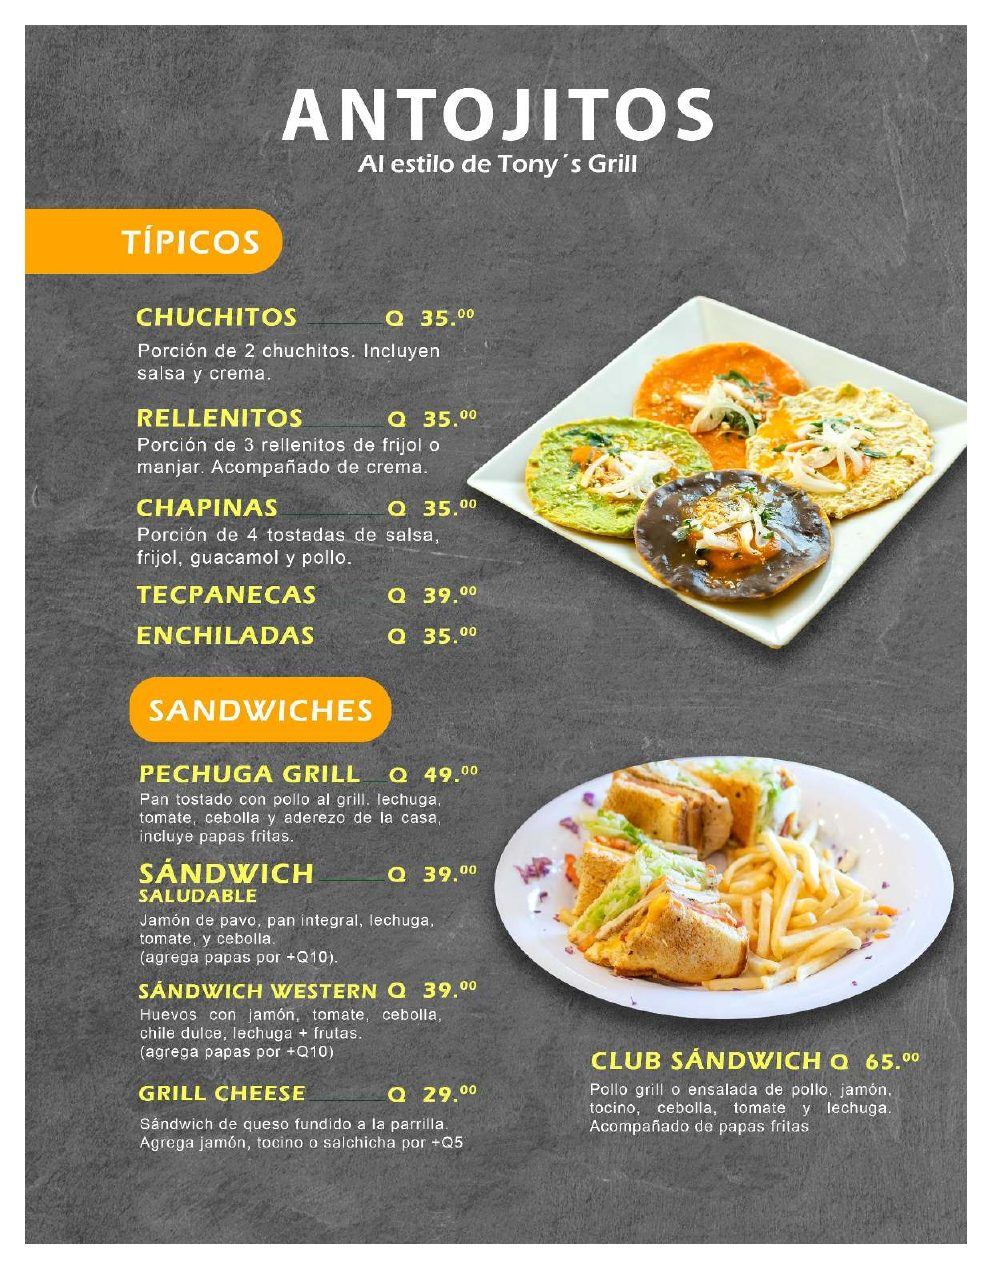 ANTOJITOS
Al estilo de Tony´s Grill
TÍPICOS
CHUCHITOS Q 35.00
Porción de 2 chuchitos. Incluyen
salsa y crema.
RELLENITOS Q 35.00
Porción de 3 rellenitos de frijol o
manjar. Acompañado de crema.
CHAPINAS Q 35.00
Porción de 4 tostadas de salsa,
frijol, guacamol y pollo.
TECPANECAS Q 39.00
ENCHILADAS Q 35.00
SANDWICHES
PECHUGA GRILL Q 49.00
Pan tostado con pollo al grill. lechuga,
tomate, cebolla y aderezo de la casa,
incluye papas fritas.
SÁNDWICH Q 39.00
SALUDABLE
Jamón de pavo, pan integral, lechuga,
tomate, y cebolla.
(agrega papas por +Q10).
SÁNDWICH WESTERN Q 39.00
Huevos con jamón, tomate, cebolla,
chile dulce, lechuga + frutas.
(agrega papas por +Q10)
GRILL CHEESE Q 29.00
Sándwich de queso fundido a la parrilla.
Agrega jamón, tocino o salchicha por +Q5
CLUB SÁNDWICH Q 65.00
Pollo grill o ensalada de pollo, jamón,
tocino, cebolla, tomate y lechuga.
Acompañado de papas fritas